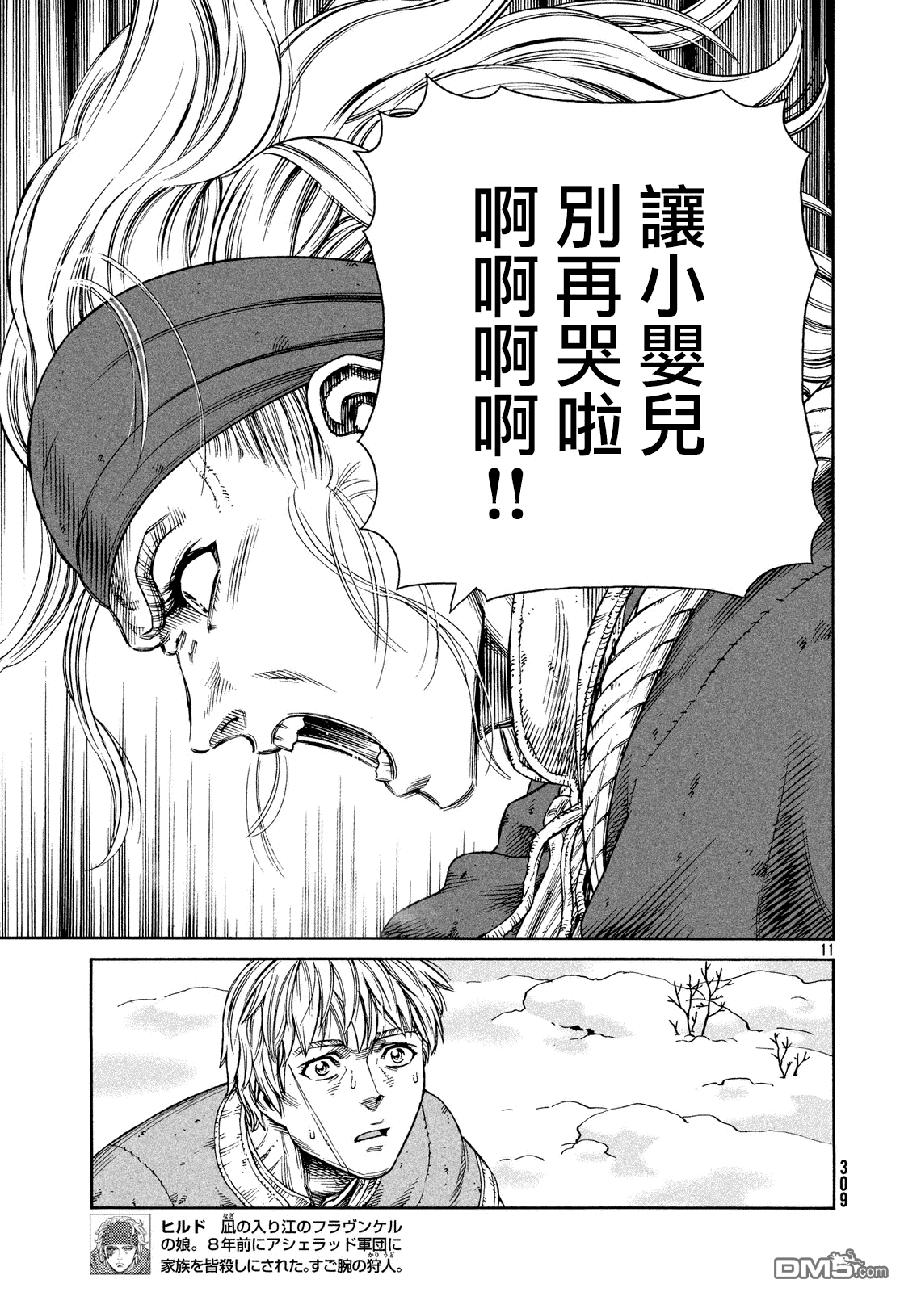 讓小嬰兒
別再哭啦
啊啊啊啊!!
11
309
ヒルド 凪の入り江のフラヴンケル
の娘。8年前にアシェラッド軍団に
家族を皆殺しにされた。すご腕の狩人。
DM5.com